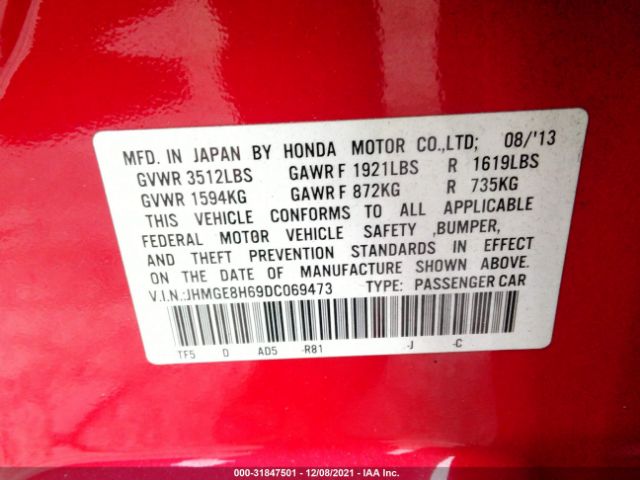 MFD. IN JAPAN BY HONDA MOTOR CO.,LTD; 08/'13
GVWR 3512LBS GAWR F 1921LBS R 1619LBS
GVWR 1594KG GAWR F 872KG R 735KG
THIS VEHICLE CONFORMS TO ALL APPLICABLE
FEDERAL MOTOR VEHICLE SAFETY ,BUMPER,
AND THEFT PREVENTION STANDARDS IN EFFECT
ON THE DATE OF MANUFACTURE SHOWN ABOVE.
V.I.N.:JHMGE8H69DC069473 TYPE: PASSENGER CAR
TF5 D AD5 -R81 -J -C
000-31847501 - 12/08/2021 - IAA Inc.